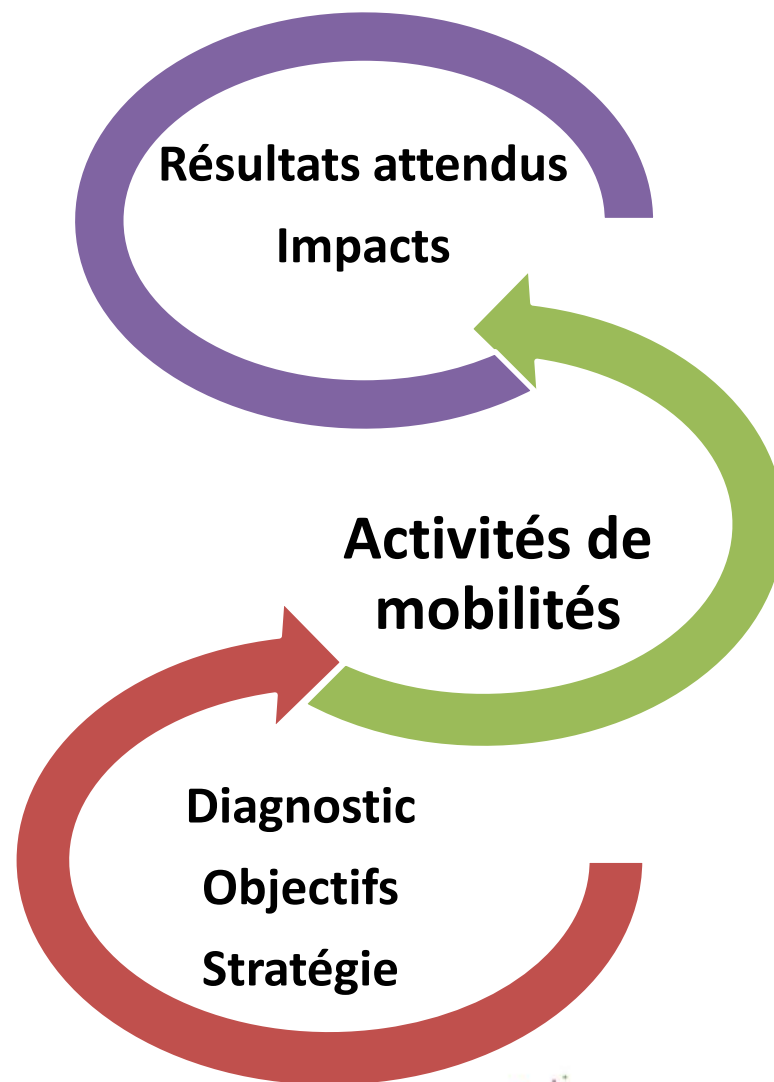 Résultats attendus
Impacts
Activités de
mobilités
Diagnostic
Objectifs
Stratégie